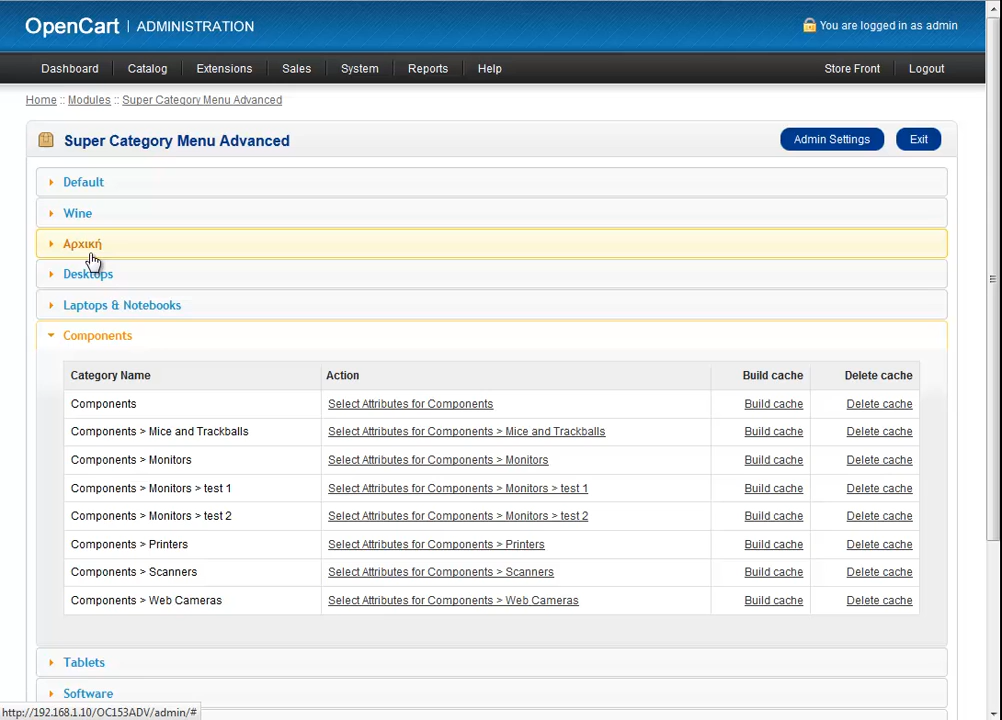 OpenCart | ADMINISTRATION
You are logged in as admin
Dashboard Catalog Extensions Sales System Reports Help Store Front Logout
Home :: Modules :: Super Category Menu Advanced
Super Category Menu Advanced
Admin Settings Exit
Default
Wine
Αρχική
Desktops
Laptops & Notebooks
Components
Category Name Action Build cache Delete cache
Components Select Attributes for Components Build cache Delete cache
Components > Mice and Trackballs Select Attributes for Components > Mice and Trackballs Build cache Delete cache
Components > Monitors Select Attributes for Components > Monitors Build cache Delete cache
Components > Monitors > test 1 Select Attributes for Components > Monitors > test 1 Build cache Delete cache
Components > Monitors > test 2 Select Attributes for Components > Monitors > test 2 Build cache Delete cache
Components > Printers Select Attributes for Components > Printers Build cache Delete cache
Components > Scanners Select Attributes for Components > Scanners Build cache Delete cache
Components > Web Cameras Select Attributes for Components > Web Cameras Build cache Delete cache
Tablets
Software
http://192.168.1.10/OC153ADV/admin/#